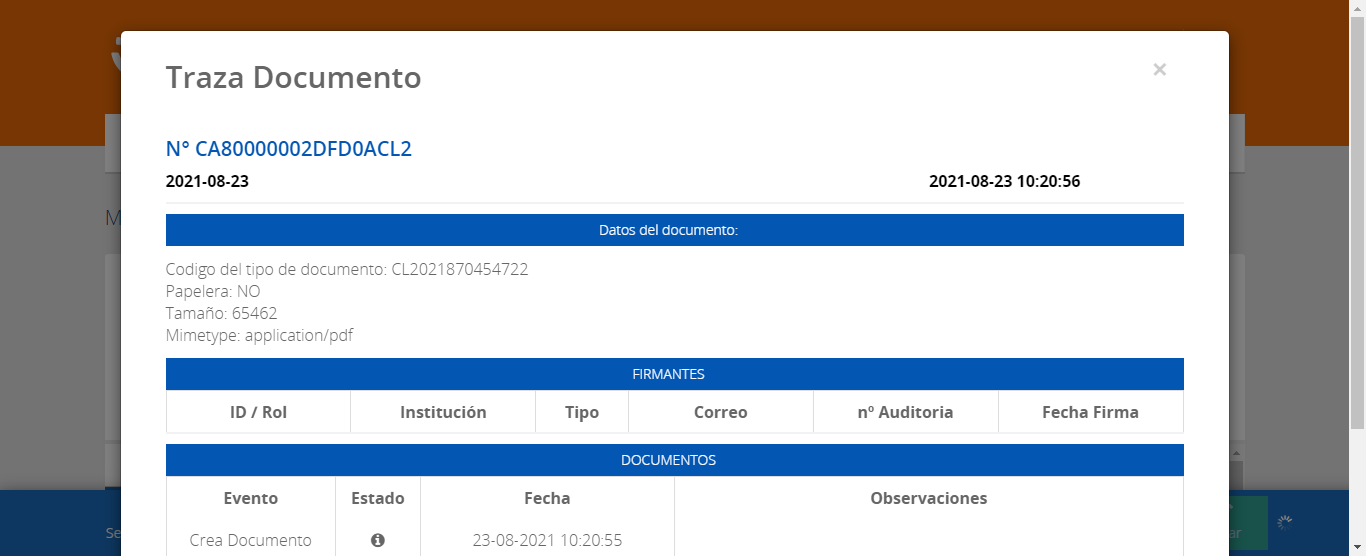 Traza Documento
×
N° CA80000002DFD0ACL2
2021-08-23 2021-08-23 10:20:56
Datos del documento:
Codigo del tipo de documento: CL2021870454722
Papelera: NO
Tamaño: 65462
Mimetype: application/pdf
FIRMANTES
ID / Rol Institución Tipo Correo nº Auditoria Fecha Firma
DOCUMENTOS
Evento Estado Fecha Observaciones
Crea Documento 23-08-2021 10:20:55